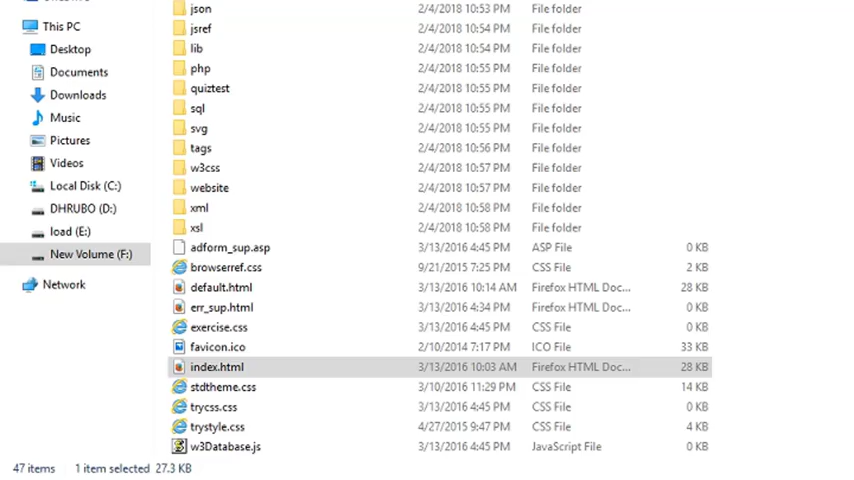 json 2/4/2018 10:53 PM File folder
This PC jsref 2/4/2018 10:54 PM File folder
Desktop lib 2/4/2018 10:54 PM File folder
Documents php 2/4/2018 10:55 PM File folder
Downloads quiztest 2/4/2018 10:55 PM File folder
Music sql 2/4/2018 10:55 PM File folder
Pictures svg 2/4/2018 10:55 PM File folder
Videos tags 2/4/2018 10:56 PM File folder
Local Disk (C:) w3css 2/4/2018 10:57 PM File folder
DHRUBO (D:) website 2/4/2018 10:57 PM File folder
load (E:) xml 2/4/2018 10:58 PM File folder
xsl 2/4/2018 10:58 PM File folder
New Volume (F:) adform_sup.asp 3/13/2016 4:45 PM ASP File 0 KB
browserref.css 9/21/2015 7:25 PM CSS File 2 KB
Network default.html 3/13/2016 10:14 AM Firefox HTML Doc... 28 KB
err_sup.html 3/13/2016 4:34 PM Firefox HTML Doc... 0 KB
exercise.css 3/13/2016 4:45 PM CSS File 0 KB
favicon.ico 2/10/2014 7:17 PM ICO File 33 KB
index.html 3/13/2016 10:03 AM Firefox HTML Doc... 28 KB
stdtheme.css 3/10/2016 11:29 PM CSS File 14 KB
trycss.css 3/13/2016 4:45 PM CSS File 0 KB
trystyle.css 4/27/2015 9:47 PM CSS File 4 KB
w3Database.js 3/13/2016 4:45 PM JavaScript File 0 KB
47 items 1 item selected 27.3 KB